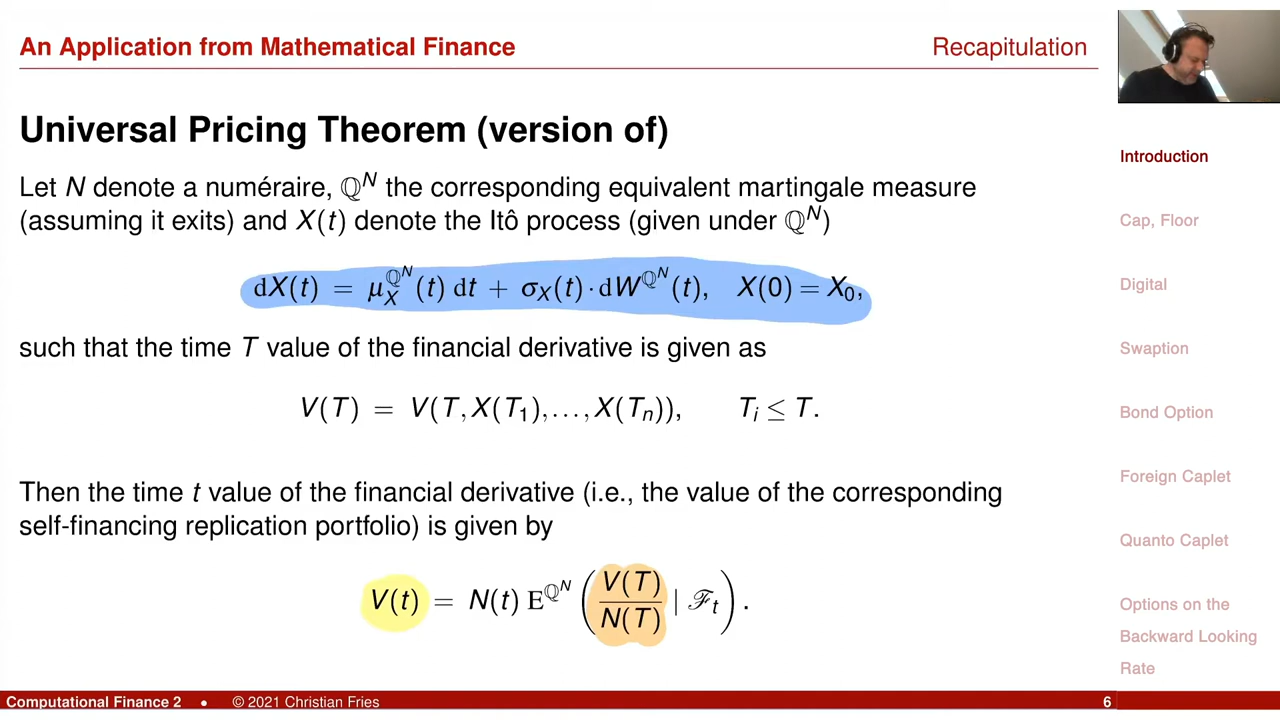 An Application from Mathematical Finance
Recapitulation
Universal Pricing Theorem (version of)
Let N denote a numéraire, ℚ^N the corresponding equivalent martingale measure
(assuming it exits) and X(t) denote the Itô process (given under ℚ^N)
dX(t) = μ_X^{ℚ^N}(t) dt + σ_X(t) · dW^{ℚ^N}(t), X(0) = X_0,
such that the time T value of the financial derivative is given as
V(T) = V(T, X(T_1), …, X(T_n)), T_i ≤ T.
Then the time t value of the financial derivative (i.e., the value of the corresponding
self-financing replication portfolio) is given by
V(t) = N(t) E^{ℚ^N} ( V(T) / N(T) | ℱ_t ) .
Introduction
Cap, Floor
Digital
Swaption
Bond Option
Foreign Caplet
Quanto Caplet
Options on the
Backward Looking
Rate
Computational Finance 2 • © 2021 Christian Fries 6